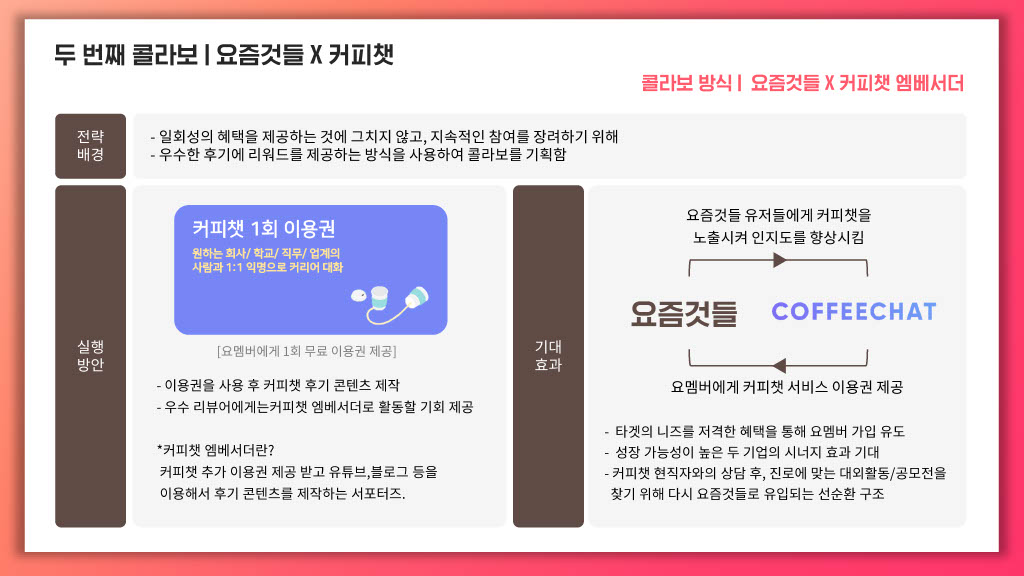 두 번째 콜라보 | 요즘것들 X 커피챗
콜라보 방식 | 요즘것들 X 커피챗 엠베서더
전략
배경
- 일회성의 혜택을 제공하는 것에 그치지 않고, 지속적인 참여를 장려하기 위해
- 우수한 후기에 리워드를 제공하는 방식을 사용하여 콜라보를 기획함
실행
방안
커피챗 1회 이용권
원하는 회사/ 학교/ 직무/ 업계의
사람과 1:1 익명으로 커리어 대화
[요멤버에게 1회 무료 이용권 제공]
- 이용권을 사용 후 커피챗 후기 콘텐츠 제작
- 우수 리뷰어에게는커피챗 엠베서더로 활동할 기회 제공
*커피챗 엠베서더란?
커피챗 추가 이용권 제공 받고 유튜브,블로그 등을
이용해서 후기 콘텐츠를 제작하는 서포터즈.
기대
효과
요즘것들 유저들에게 커피챗을
노출시켜 인지도를 향상시킴
요즘것들
COFFEECHAT
요멤버에게 커피챗 서비스 이용권 제공
- 타겟의 니즈를 저격한 혜택을 통해 요멤버 가입 유도
- 성장 가능성이 높은 두 기업의 시너지 효과 기대
- 커피챗 현직자와의 상담 후, 진로에 맞는 대외활동/공모전을
찾기 위해 다시 요즘것들로 유입되는 선순환 구조